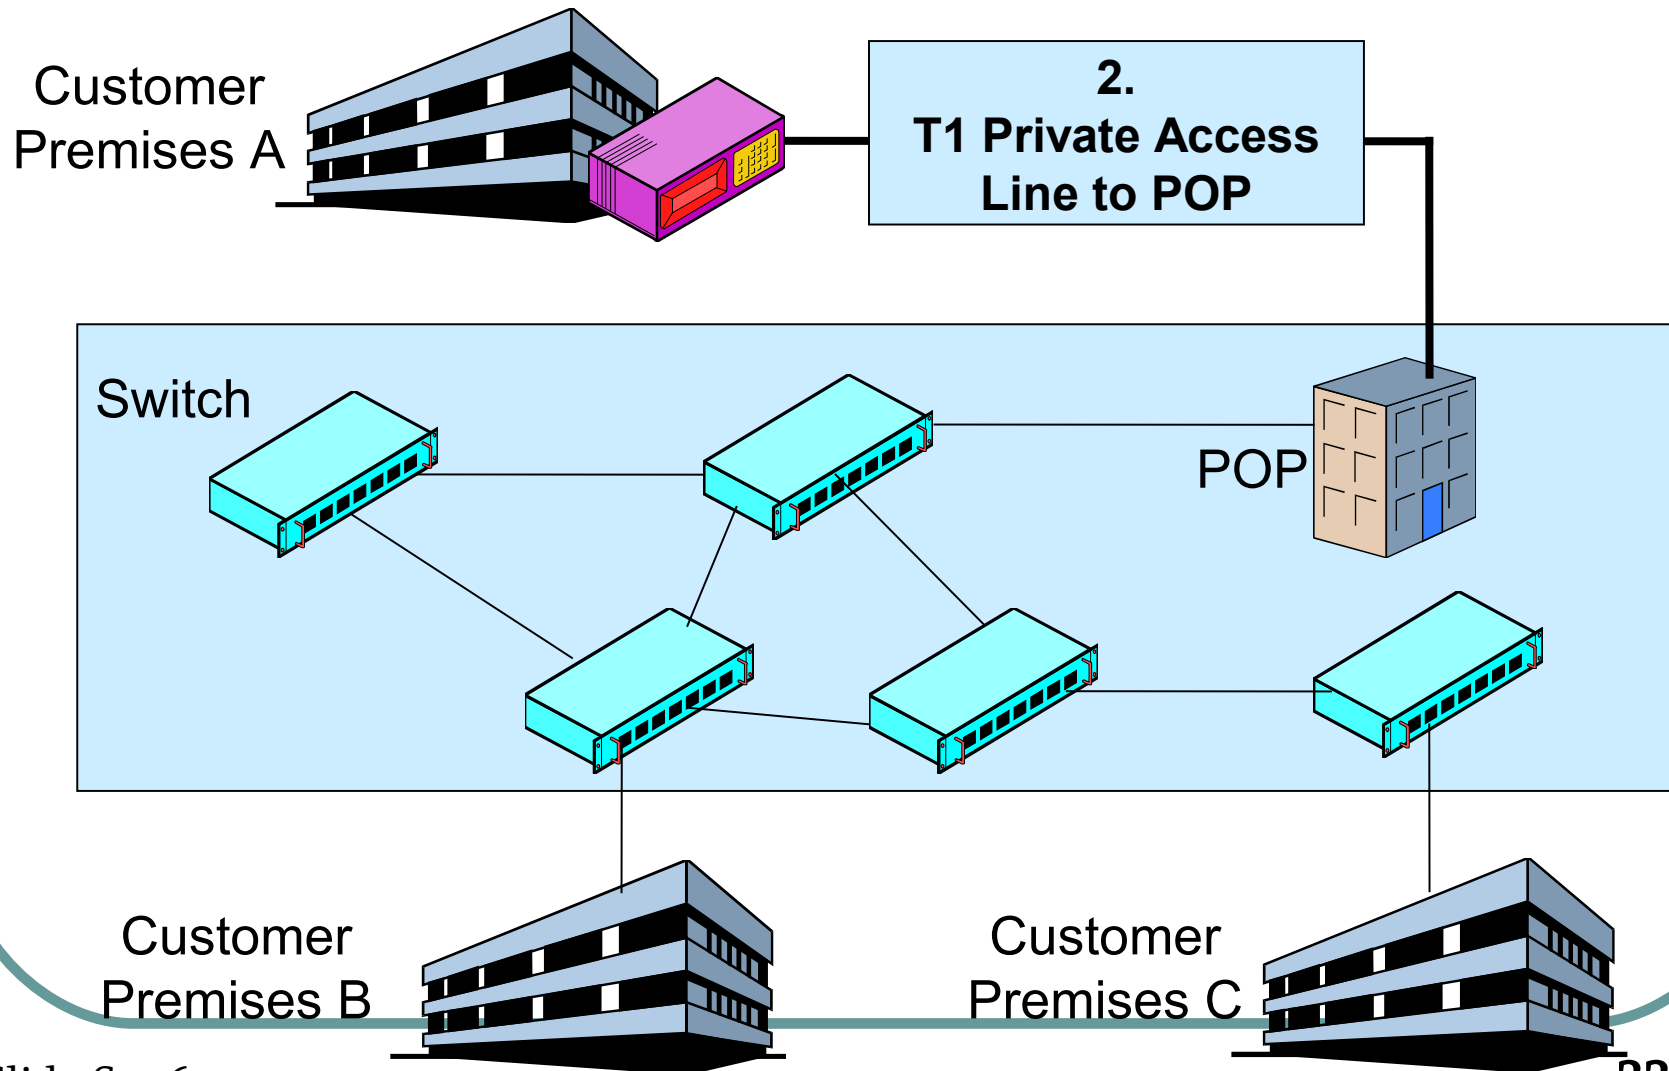 Customer
Premises A
2.
T1 Private Access
Line to POP
Switch
POP
Customer
Premises B
Customer
Premises C